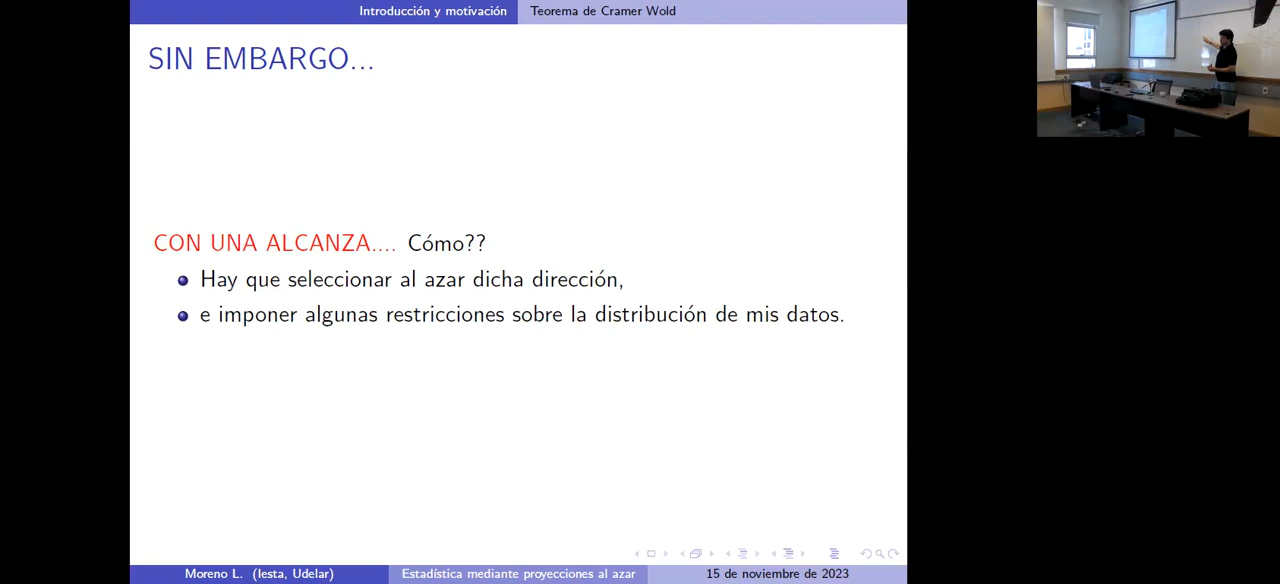 Introducción y motivación Teorema de Cramer Wold
SIN EMBARGO...
CON UNA ALCANZA.... Cómo??
Hay que seleccionar al azar dicha dirección,
e imponer algunas restricciones sobre la distribución de mis datos.
Moreno L. (Iesta, Udelar) Estadística mediante proyecciones al azar 15 de noviembre de 2023